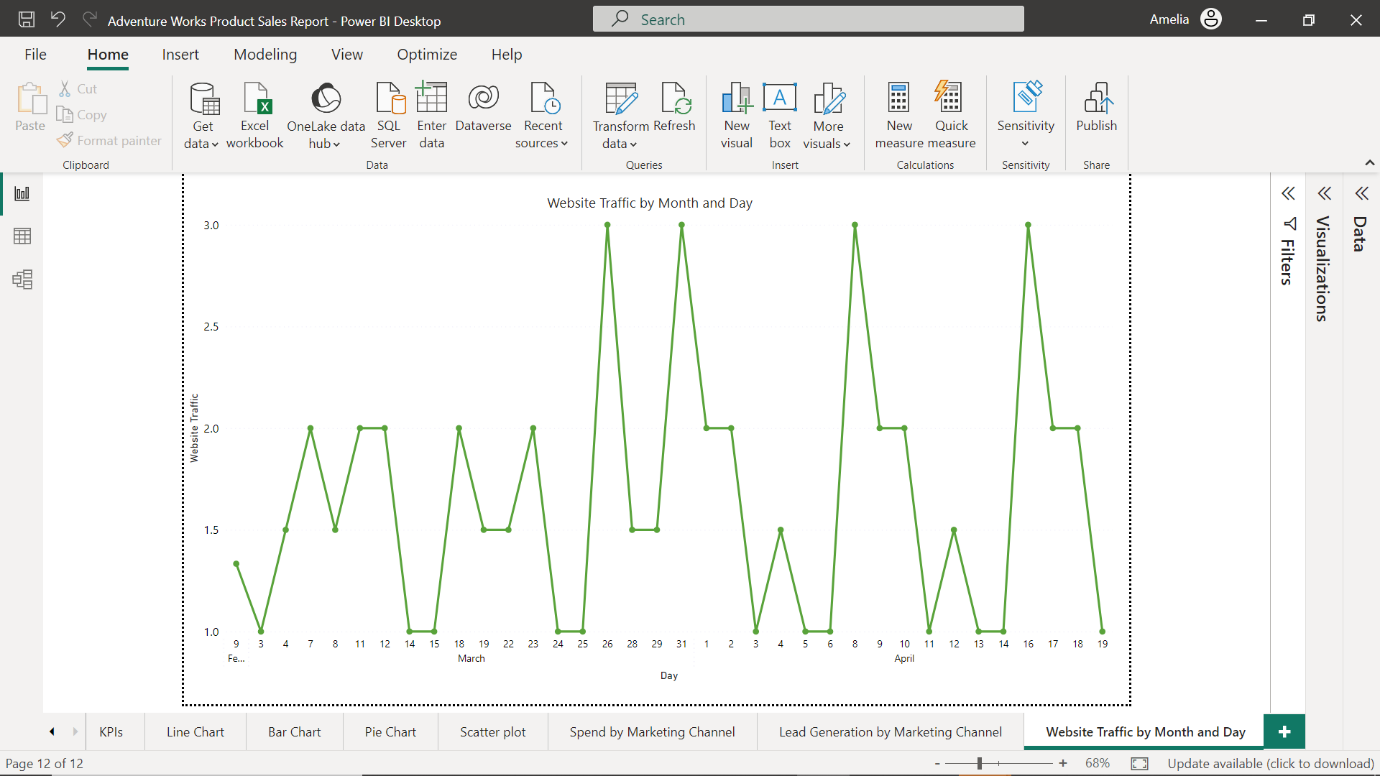 Adventure Works Product Sales Report - Power BI Desktop
Search
Amelia
File Home Insert Modeling View Optimize Help
Paste
Cut
Copy
Format painter
Clipboard
Get data
Excel workbook
OneLake data hub
SQL Server
Enter data
Dataverse
Recent sources
Data
Transform data
Refresh
Queries
New visual
Text box
More visuals
Insert
New measure
Quick measure
Calculations
Sensitivity
Sensitivity
Publish
Share
Website Traffic by Month and Day
3.0
2.5
2.0
1.5
1.0
Website Traffic
9 3 4 7 8 11 12 14 15 18 19 22 23 24 25 26 28 29 31 1 2 3 4 5 6 8 9 10 11 12 13 14 16 17 18 19
Fe... March April
Day
Filters
Visualizations
Data
KPIs Line Chart Bar Chart Pie Chart Scatter plot Spend by Marketing Channel Lead Generation by Marketing Channel Website Traffic by Month and Day
Page 12 of 12
- + 68% Update available (click to download)